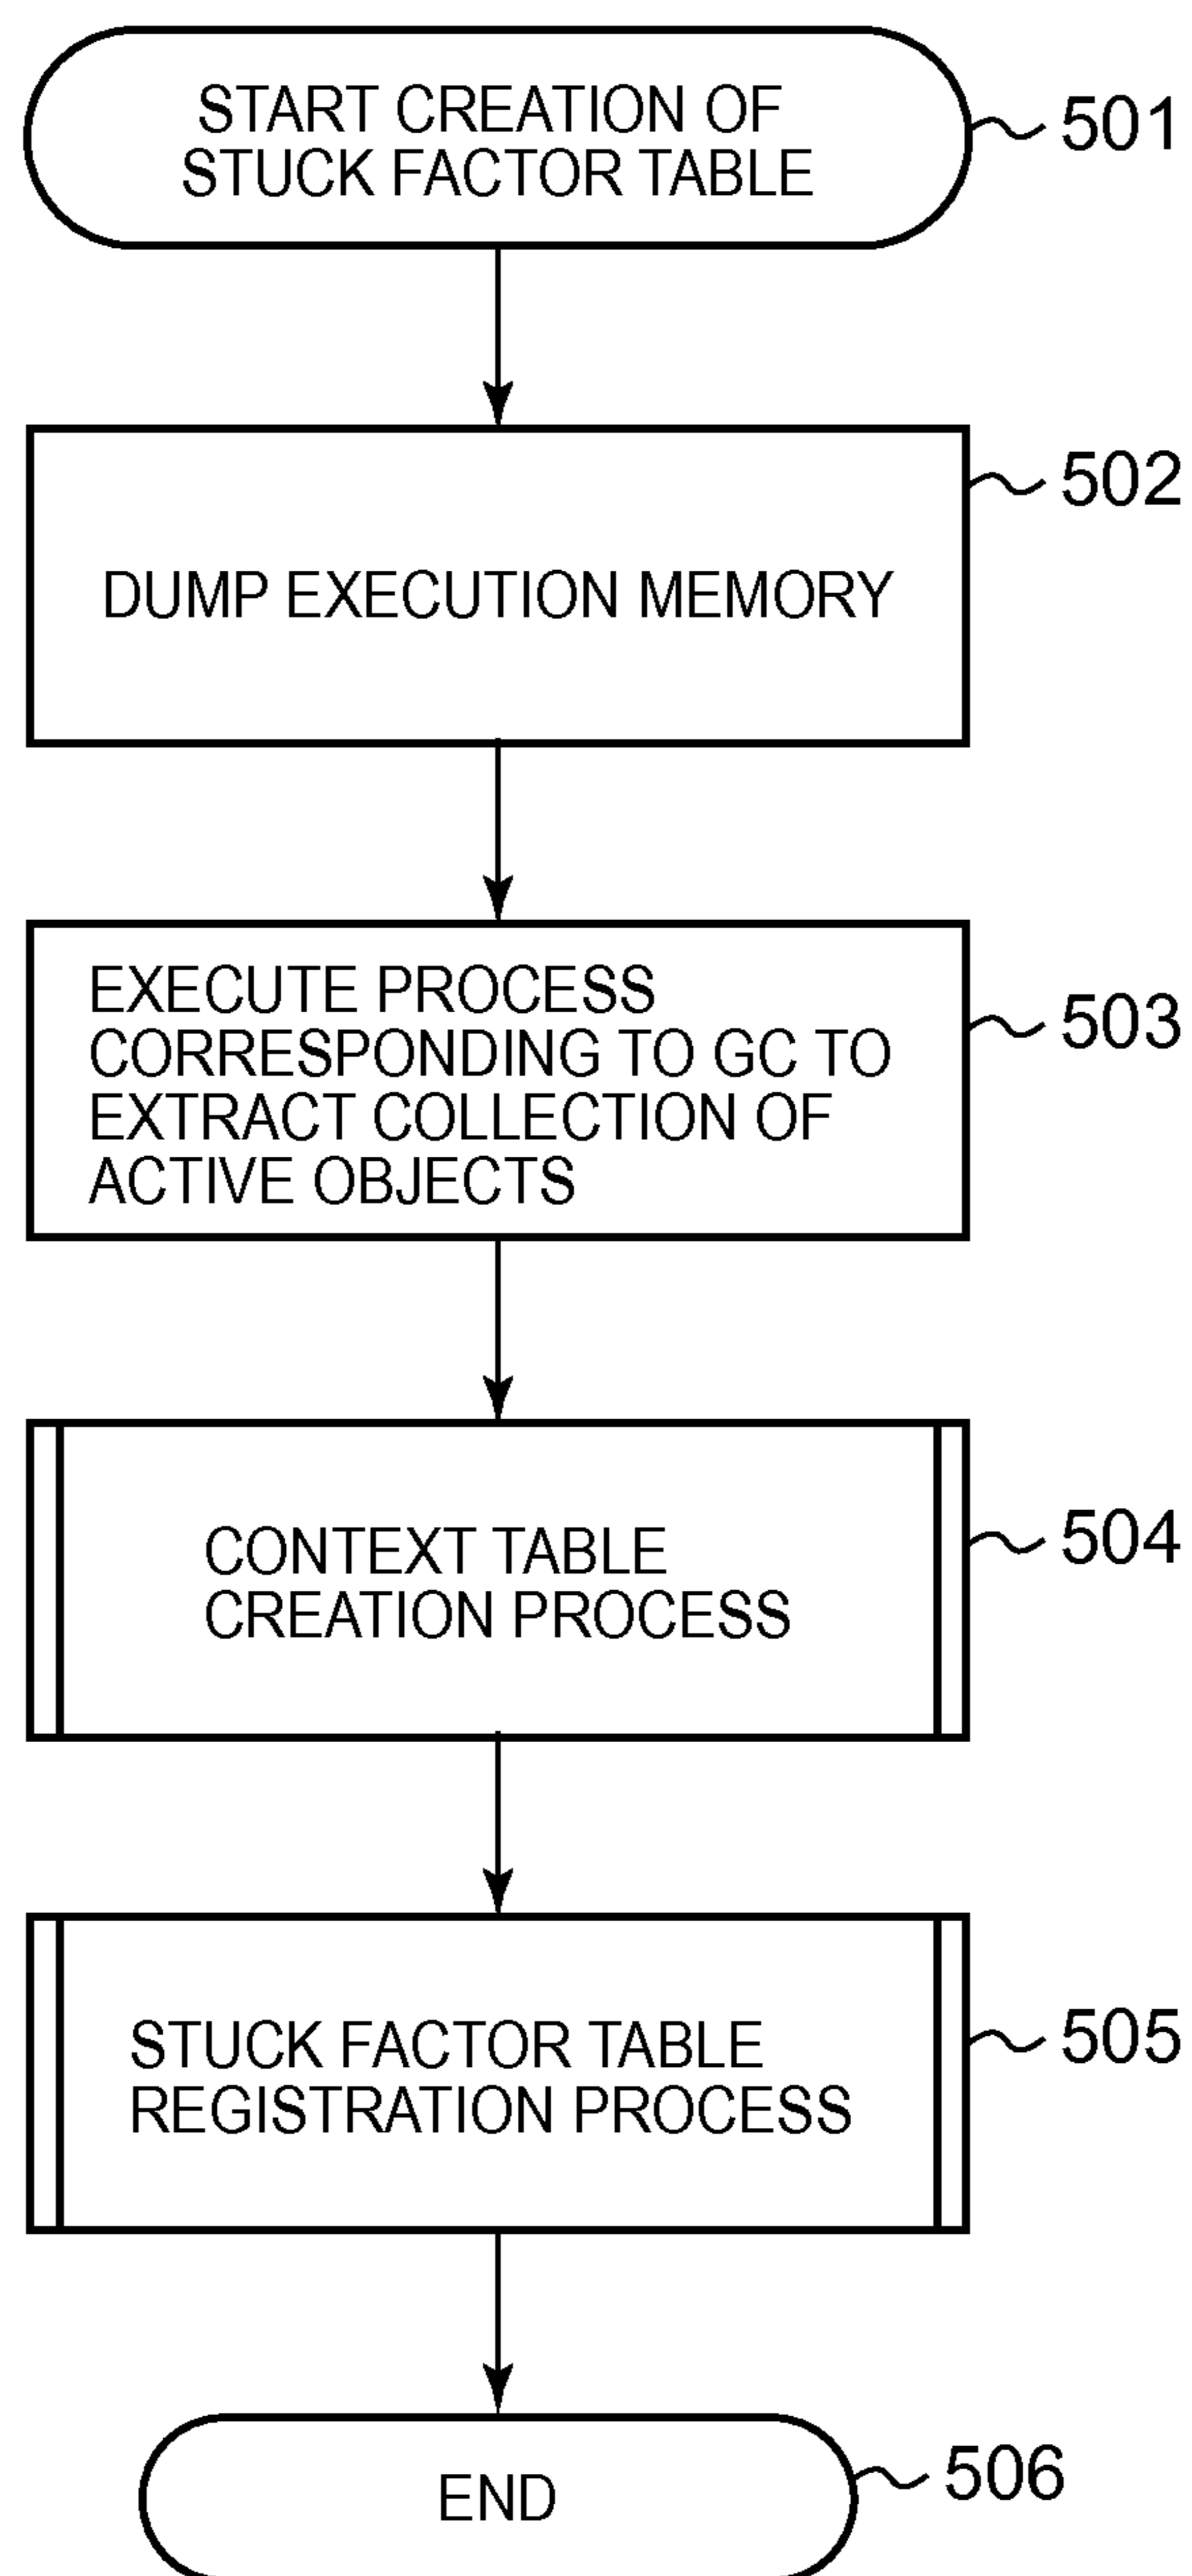 START CREATION OF
STUCK FACTOR TABLE
501
DUMP EXECUTION MEMORY
502
EXECUTE PROCESS
CORRESPONDING TO GC TO
EXTRACT COLLECTION OF
ACTIVE OBJECTS
503
CONTEXT TABLE
CREATION PROCESS
504
STUCK FACTOR TABLE
REGISTRATION PROCESS
505
END
506